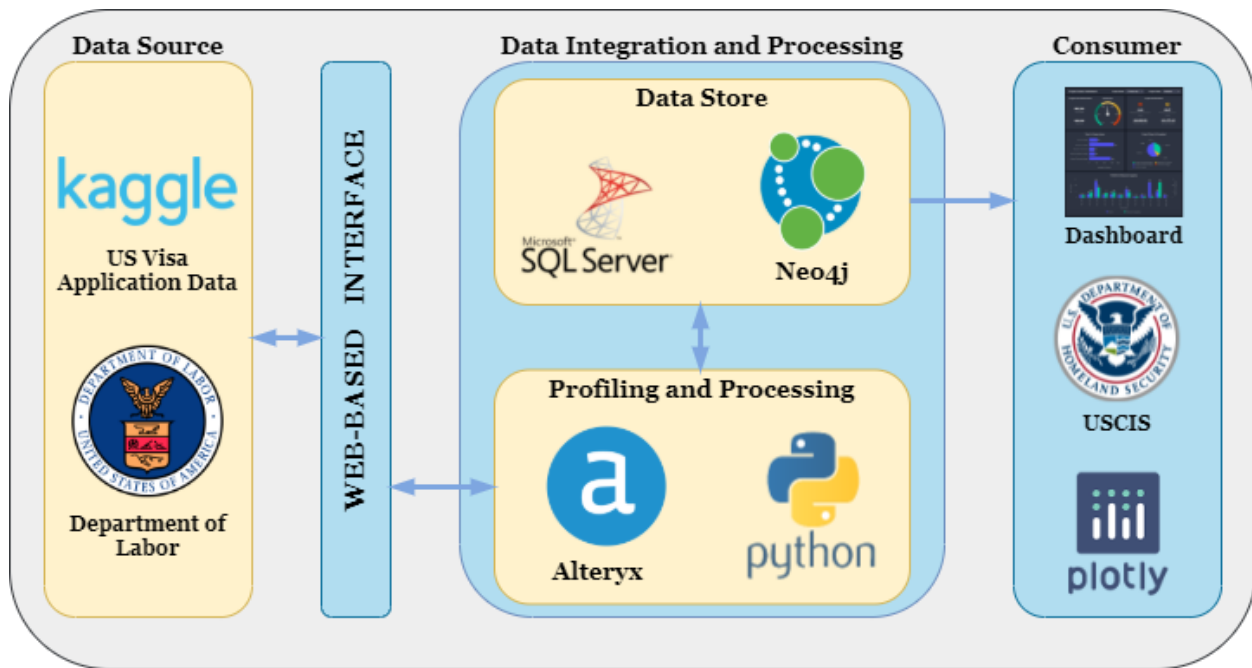 Data Source
kaggle
US Visa
Application Data
DEPARTMENT OF LABOR
UNITED STATES OF AMERICA
Department of
Labor
WEB-BASED INTERFACE
Data Integration and Processing
Data Store
Microsoft
SQL Server
Neo4j
Profiling and Processing
a
Alteryx
python
Consumer
Dashboard
U.S. DEPARTMENT OF
HOMELAND SECURITY
USCIS
plotly